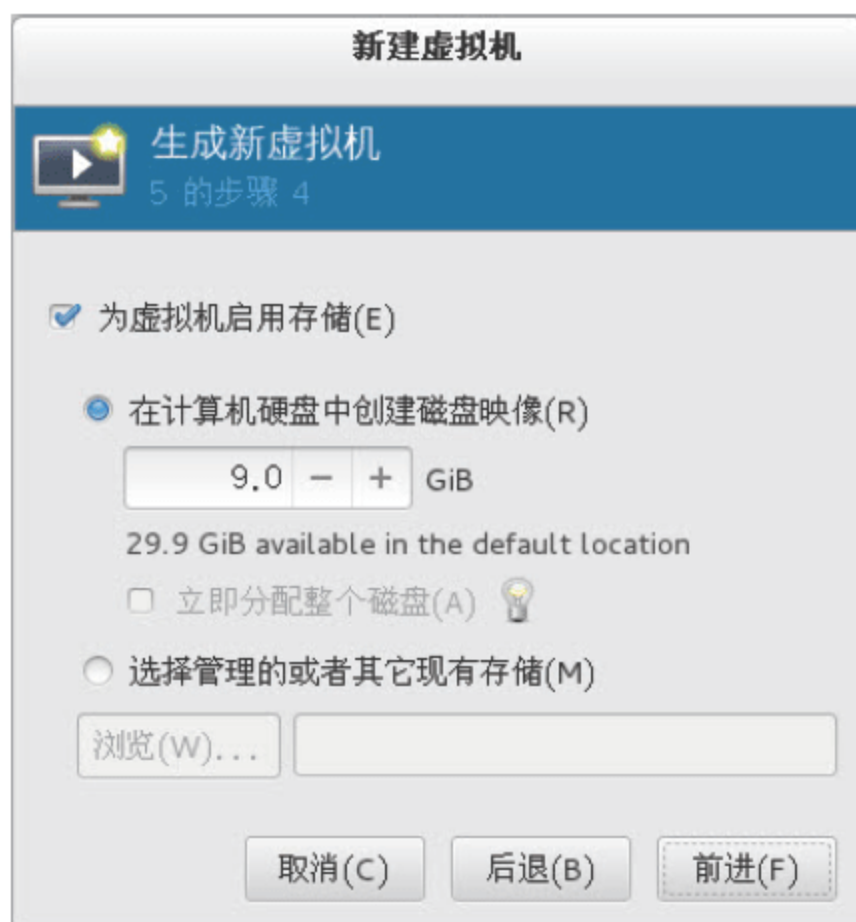 新建虚拟机
生成新虚拟机
5 的步骤 4
为虚拟机启用存储(E)
在计算机硬盘中创建磁盘映像(R)
9.0 − + GiB
29.9 GiB available in the default location
立即分配整个磁盘(A)
选择管理的或者其它现有存储(M)
浏览(W)...
取消(C) 后退(B) 前进(F)